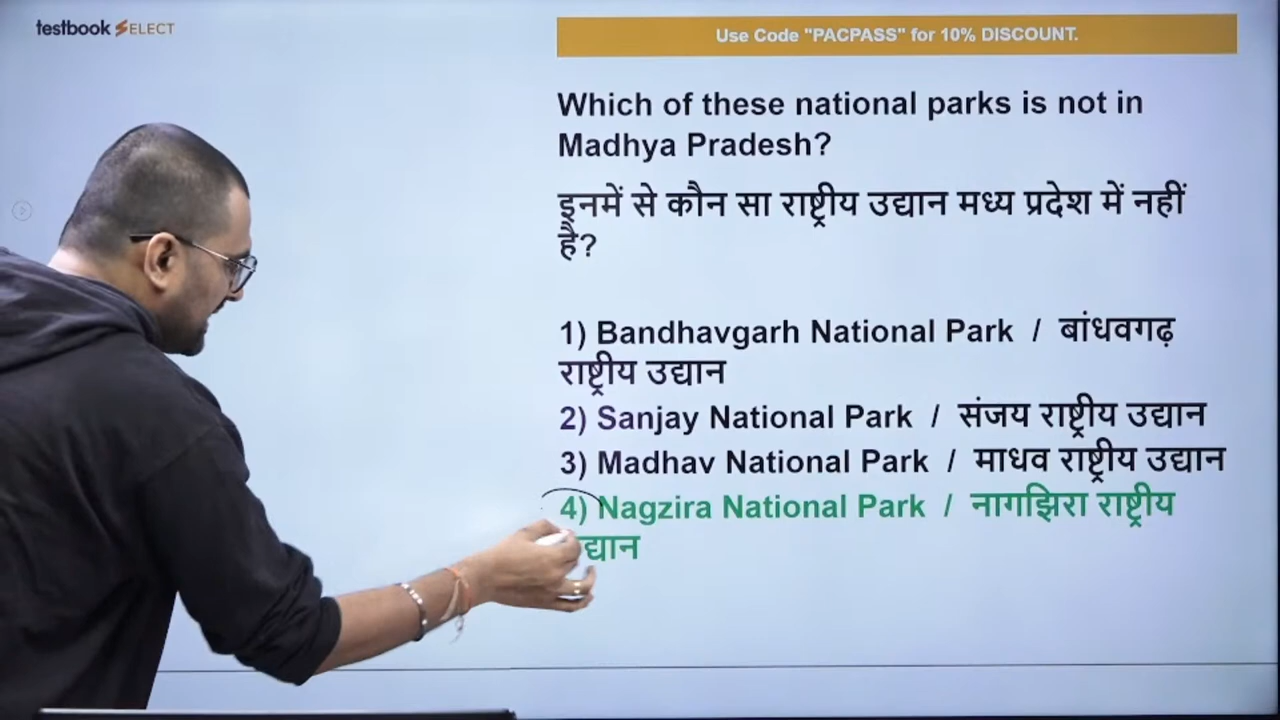 testbook SELECT
Use Code "PACPASS" for 10% DISCOUNT.
Which of these national parks is not in
Madhya Pradesh?
इनमें से कौन सा राष्ट्रीय उद्यान मध्य प्रदेश में नहीं
है?
1) Bandhavgarh National Park / बांधवगढ़
राष्ट्रीय उद्यान
2) Sanjay National Park / संजय राष्ट्रीय उद्यान
3) Madhav National Park / माधव राष्ट्रीय उद्यान
4) Nagzira National Park / नागझिरा राष्ट्रीय